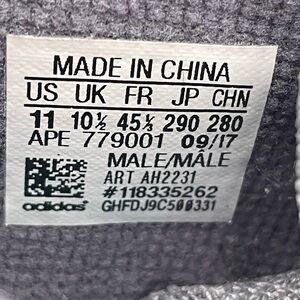 MADE IN CHINA
US UK FR JP CHN
11 10½ 45⅓ 290 280
APE 779001 09/17
MALE/MÂLE
ART AH2231
#118335262
adidas GHFDJ9C500331